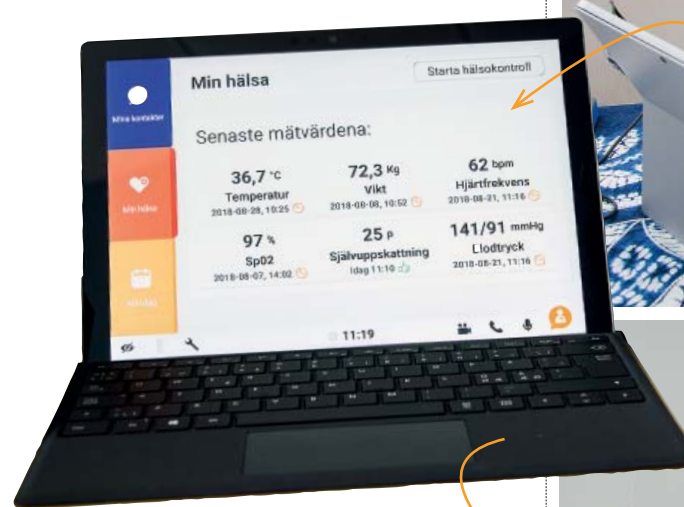 Min hälsa
Starta hälsokontroll
Mina kontakter
Senaste mätvärdena:
Min hälsa
36,7 °C
Temperatur
2018-08-28, 10:25
72,3 Kg
Vikt
2018-08-08, 10:52
62 bpm
Hjärtfrekvens
2018-08-21, 11:16
97 %
Sp02
2018-08-07, 14:02
25 p
Självuppskattning
Idag 11:10
141/91 mmHg
Llodtryck
2018-08-21, 11:16
11:19